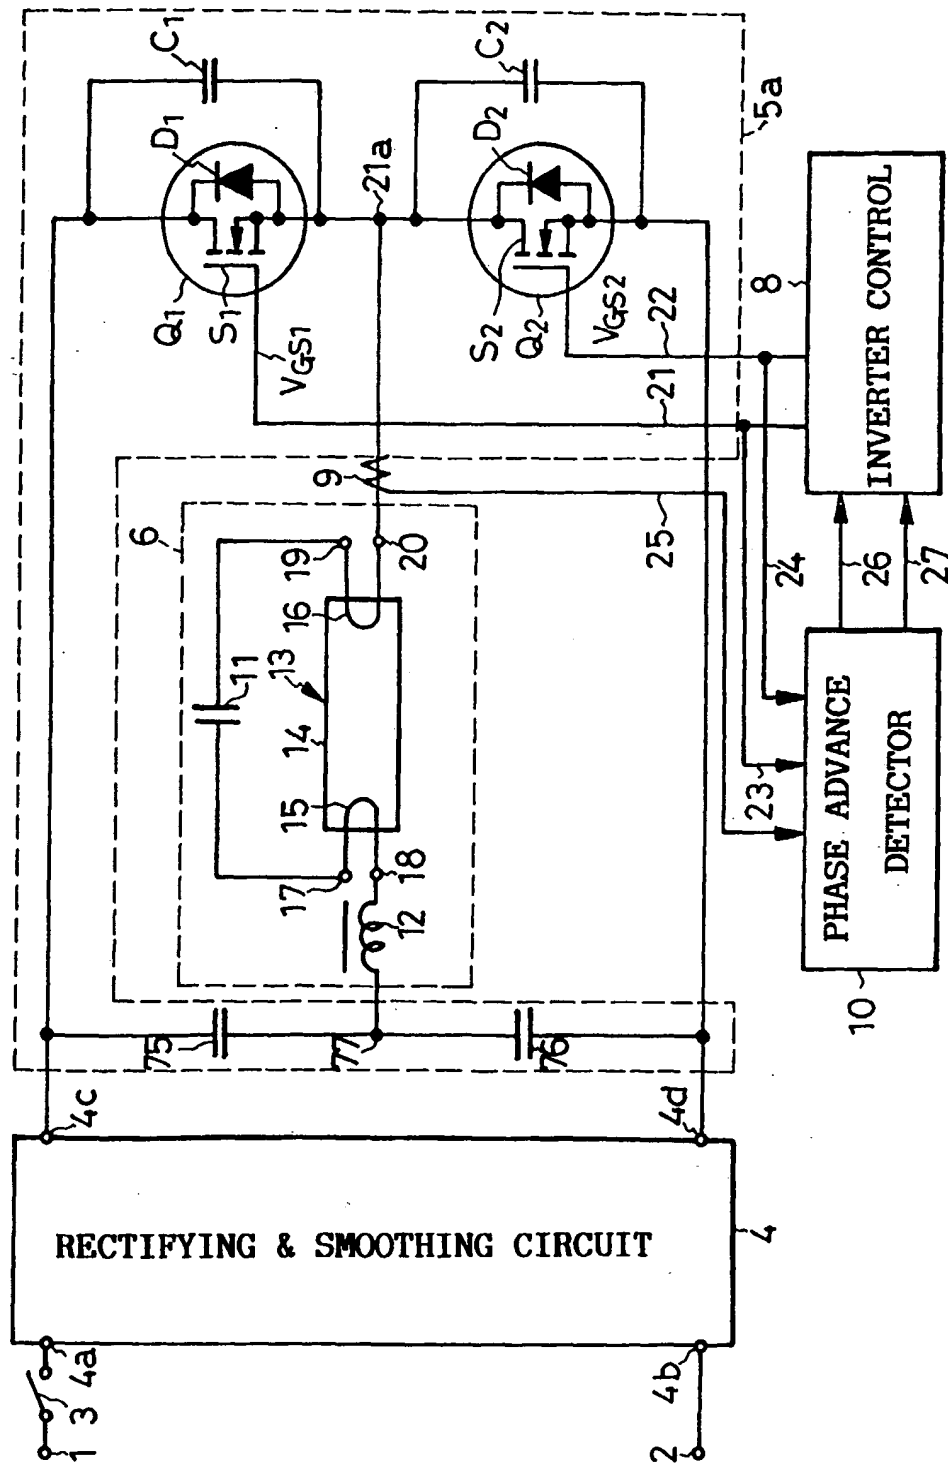 1
3
4a
2
4b
RECTIFYING & SMOOTHING CIRCUIT
4
4c
4d
75
77
76
5a
6
11
12
13
14
15
16
17
18
19
20
9
21a
C1
D1
Q1
S1
VGS1
C2
D2
S2
Q2
VGS2
21
22
25
24
23
26
27
8
INVERTER CONTROL
10
PHASE ADVANCE
DETECTOR